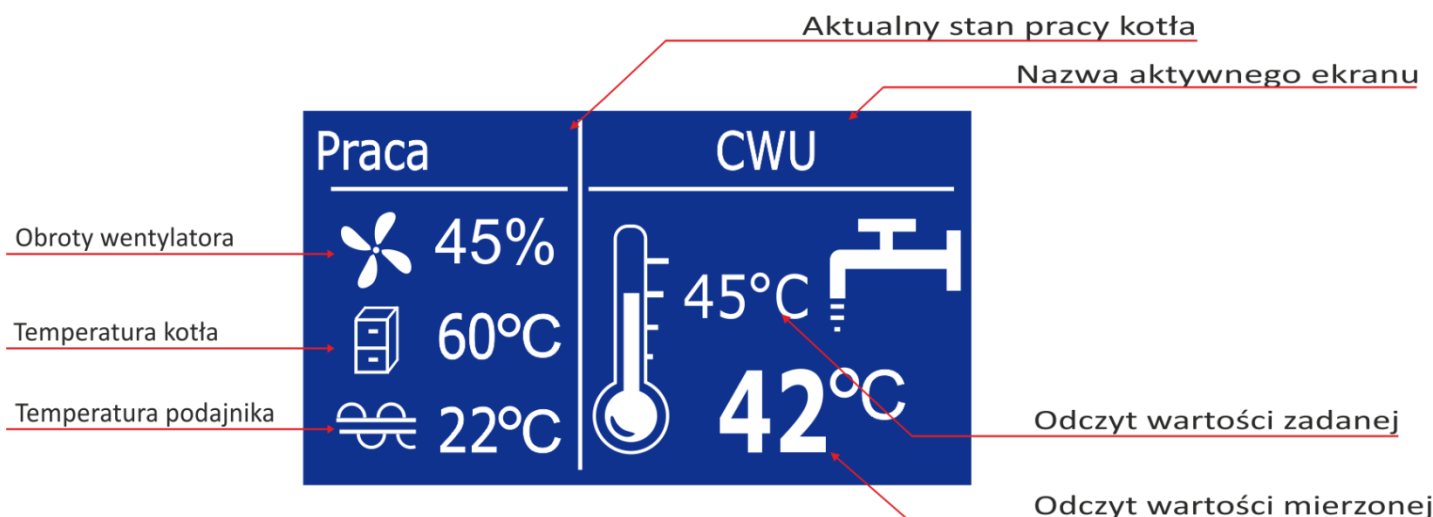 Aktualny stan pracy kotła
Nazwa aktywnego ekranu
Praca
CWU
Obroty wentylatora
45%
45°C
Temperatura kotła
60°C
42°C
Temperatura podajnika
22°C
Odczyt wartości zadanej
Odczyt wartości mierzonej